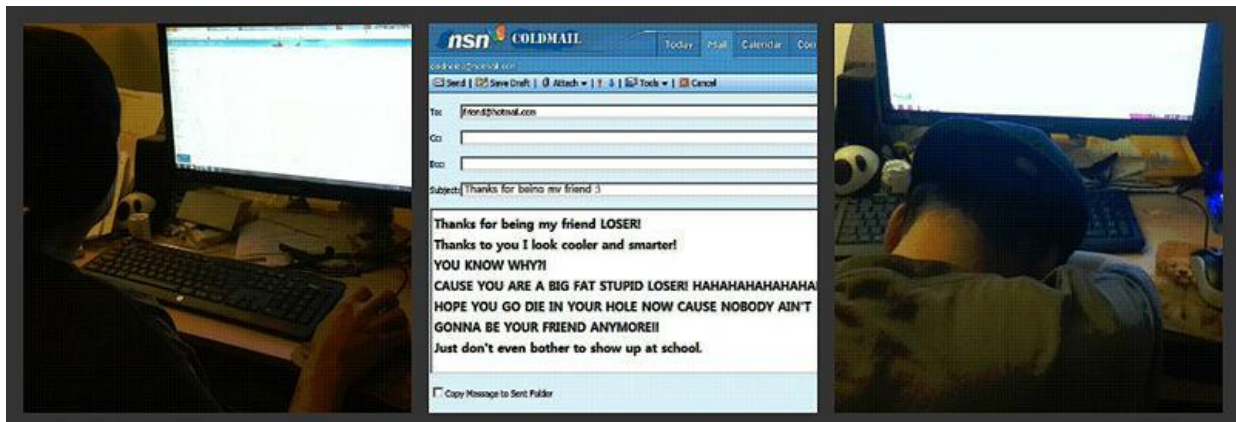 nsn COLDMAIL
Today Mail Calendar
Send | Save Draft | Attach | Tools | Cancel
To: friend@hotmail.com
Cc:
Bcc:
Subject: Thanks for being my friend :)
Thanks for being my friend LOSER!
Thanks to you I look cooler and smarter!
YOU KNOW WHY?!
CAUSE YOU ARE A BIG FAT STUPID LOSER! HAHAHAHAHAHAHA
HOPE YOU GO DIE IN YOUR HOLE NOW CAUSE NOBODY AIN'T
GONNA BE YOUR FRIEND ANYMORE!!
Just don't even bother to show up at school.
Copy Message to Sent Folder